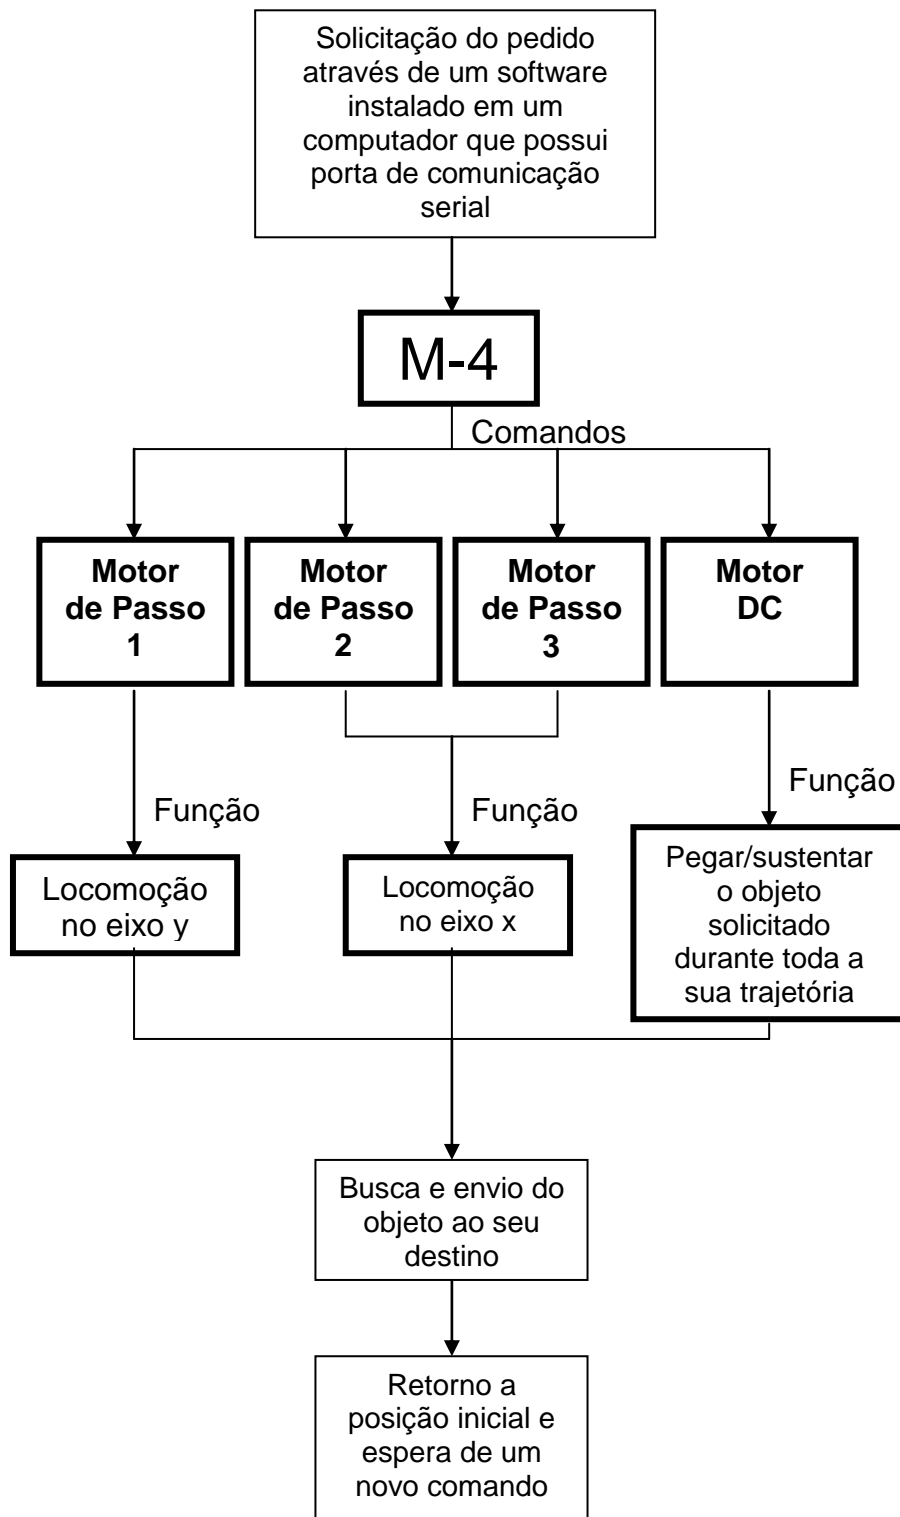 Solicitação do pedido
através de um software
instalado em um
computador que possui
porta de comunicação
serial
M-4
Comandos
Motor
de Passo
1
Motor
de Passo
2
Motor
de Passo
3
Motor
DC
Função
Função
Função
Locomoção
no eixo y
Locomoção
no eixo x
Pegar/sustentar
o objeto
solicitado
durante toda a
sua trajetória
Busca e envio do
objeto ao seu
destino
Retorno a
posição inicial e
espera de um
novo comando